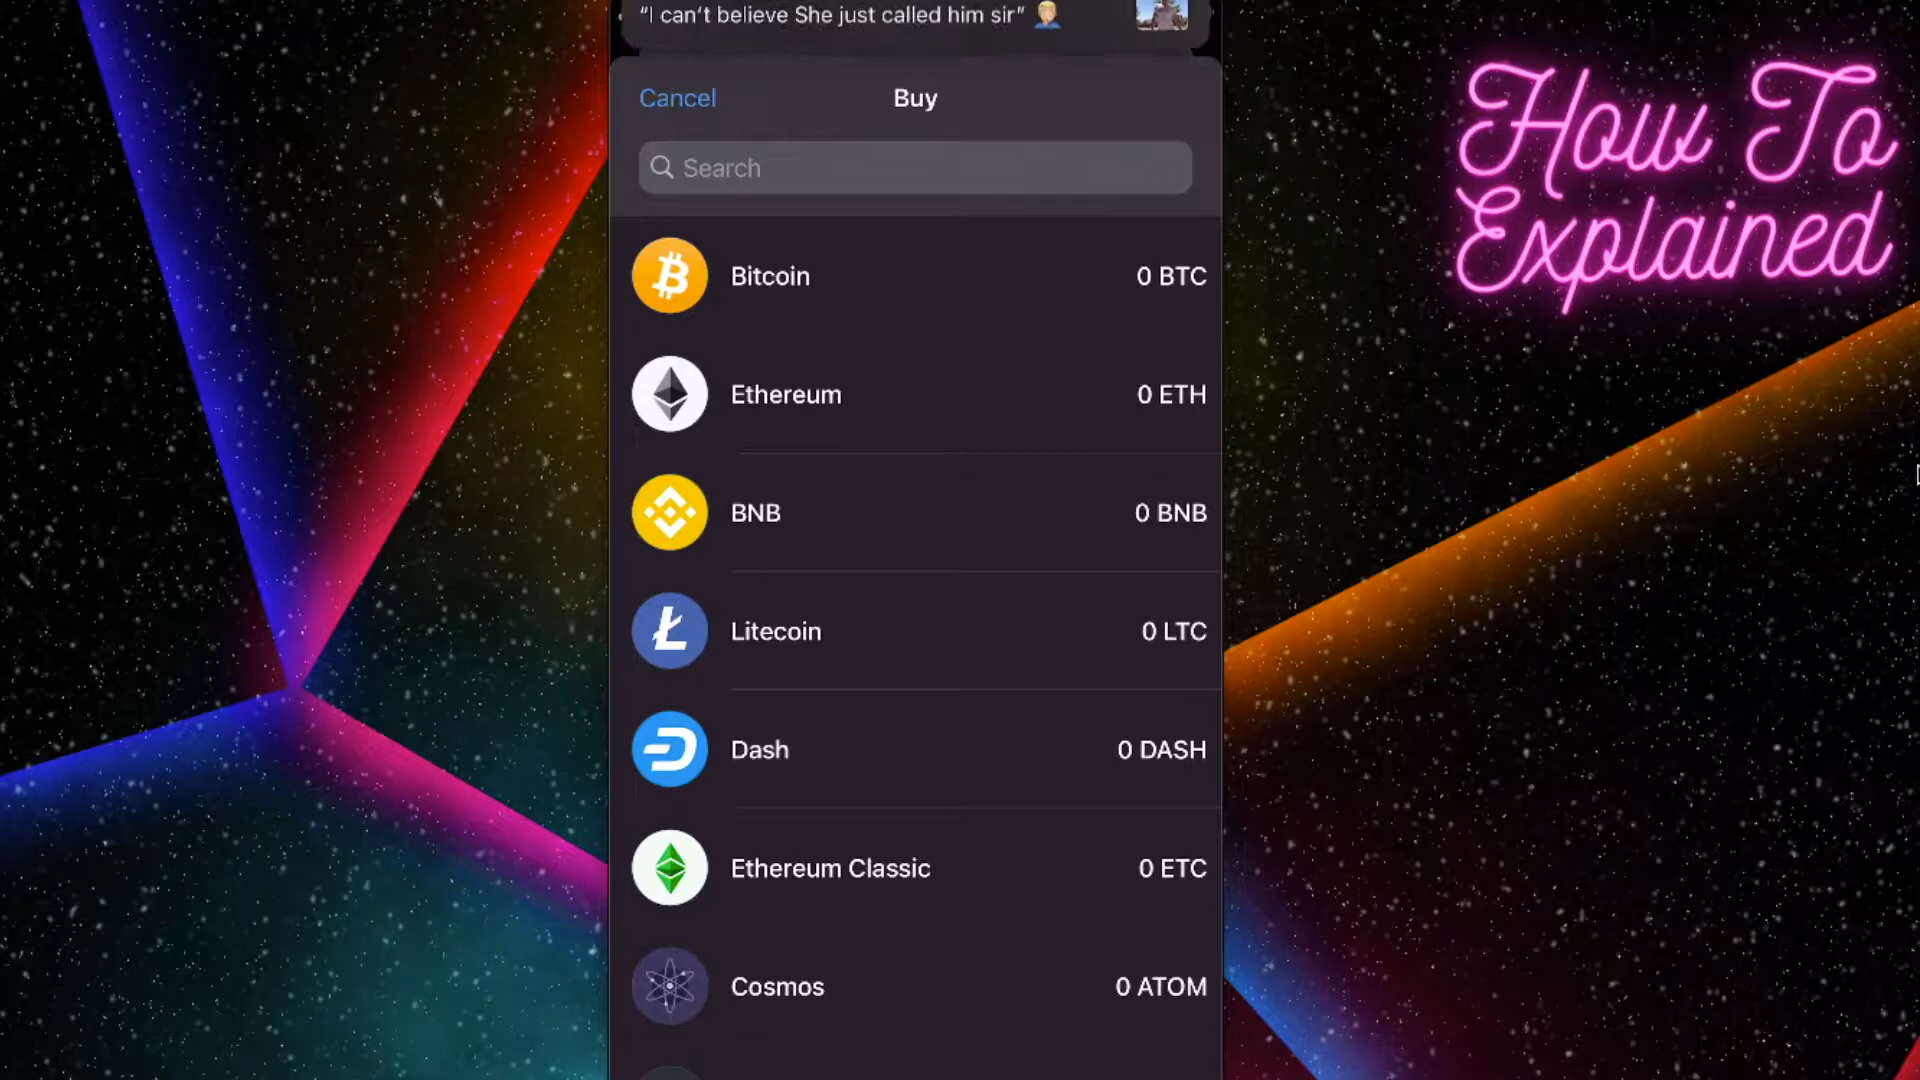 “I can’t believe She just called him sir” 🤦🏼‍♂️
Cancel
Buy
Search
Bitcoin
0 BTC
Ethereum
0 ETH
BNB
0 BNB
Litecoin
0 LTC
Dash
0 DASH
Ethereum Classic
0 ETC
Cosmos
0 ATOM
How To
Explained